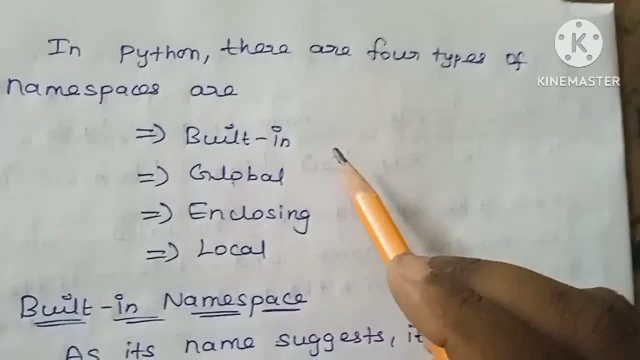 In Python, there are four types of
namespaces are
=> Built-in
=> Global
=> Enclosing
=> Local
Built-in Namespace
As its name suggests, it
KINEMASTER